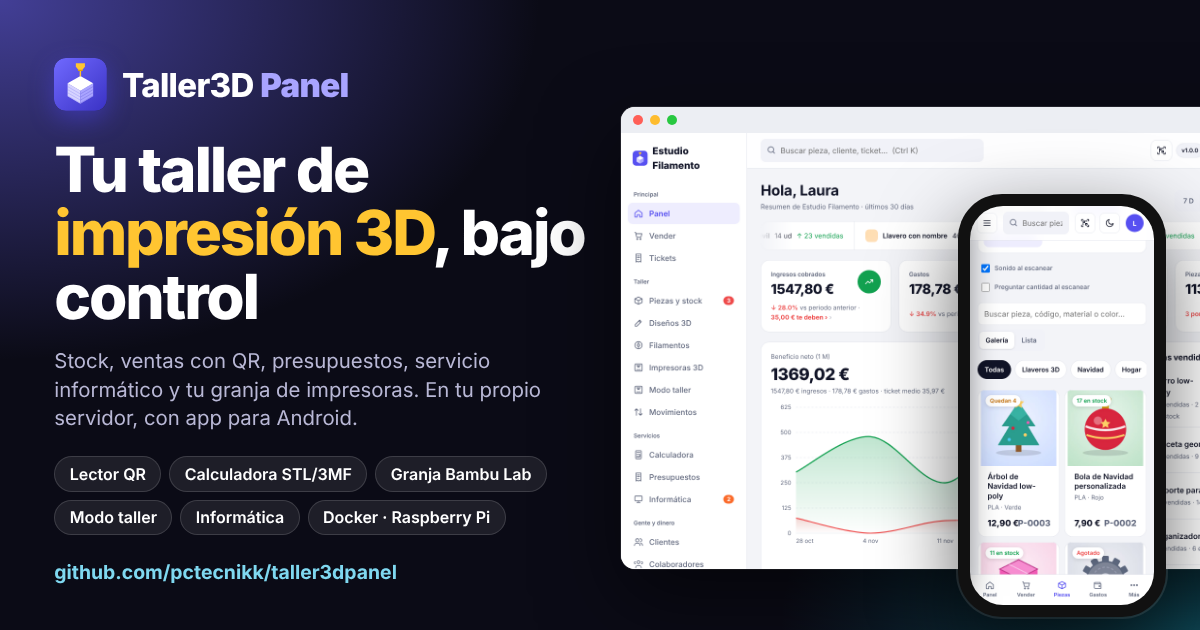 Taller3D Panel
Tu taller de
impresión 3D, bajo
control
Stock, ventas con QR, presupuestos, servicio
informático y tu granja de impresoras. En tu propio
servidor, con app para Android.
Lector QR
Calculadora STL/3MF
Granja Bambu Lab
Modo taller
Informática
Docker · Raspberry Pi
github.com/pctecnikk/taller3dpanel
Estudio
Filamento
Principal
Panel
Vender
Tickets
Taller
Piezas y stock 3
Diseños 3D
Filamentos
Impresoras 3D
Modo taller
Movimientos
Servicios
Calculadora
Presupuestos
Informática 2
Gente y dinero
Clientes
Colaboradores
Buscar pieza, cliente, ticket... (Ctrl K)
v1.0.0
Hola, Laura
Resumen de Estudio Filamento · últimos 30 días
7 D
14 ud ↑ 23 vendidas
Llavero con nombre
Ingresos cobrados
1547,80 €
↓ 28.0% vs periodo anterior ·
35,00 € te deben ›
Gastos
178,78 €
↓ 34.9% vs
Beneficio neto (1 M)
1369,02 €
1547,80 € ingresos · 178,78 € gastos · ticket medio 35,97 €
625
500
375
250
125
0
26 oct
4 nov
11 nov
Buscar
L
Sonido al escanear
Preguntar cantidad al escanear
Buscar pieza, código, material o color...
Galería
Lista
Todas
Llaveros 3D
Navidad
Hogar
Quedan 4
Árbol de
Navidad low-
poly
PLA · Verde
12,90 € P-0003
17 en stock
Bola de Navidad
personalizada
PLA · Rojo
7,90 € P-0002
11 en stock
Agotado
Panel
Vender
Piezas
Gastos
Más